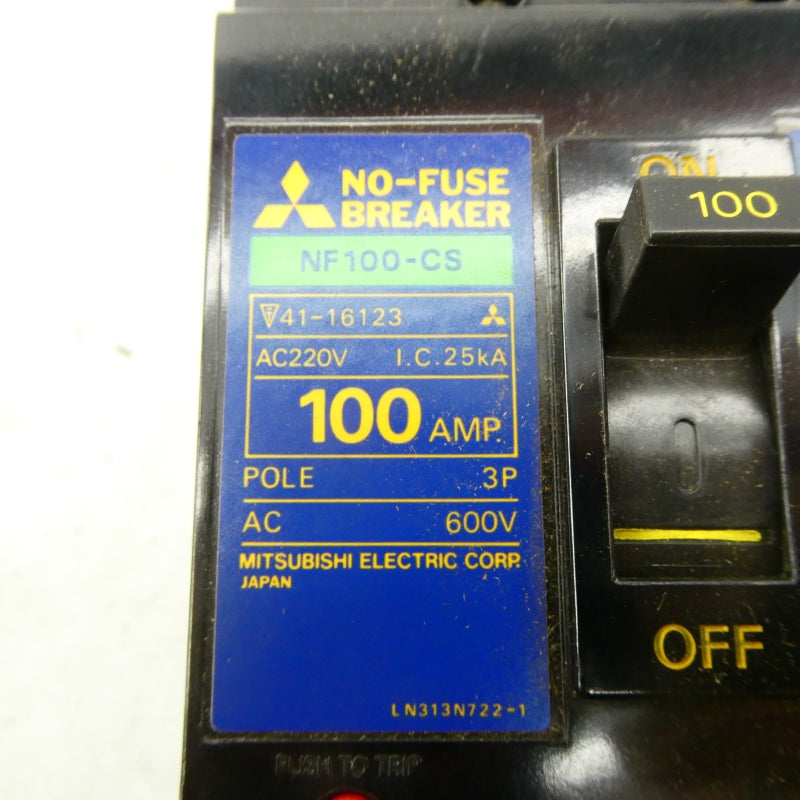 NO-FUSE
BREAKER
NF100-CS
41-16123
AC220V I.C.25kA
100 AMP.
POLE 3P
AC 600V
MITSUBISHI ELECTRIC CORP.
JAPAN
LN313N722-1
PUSH TO TRIP
ON
100
OFF